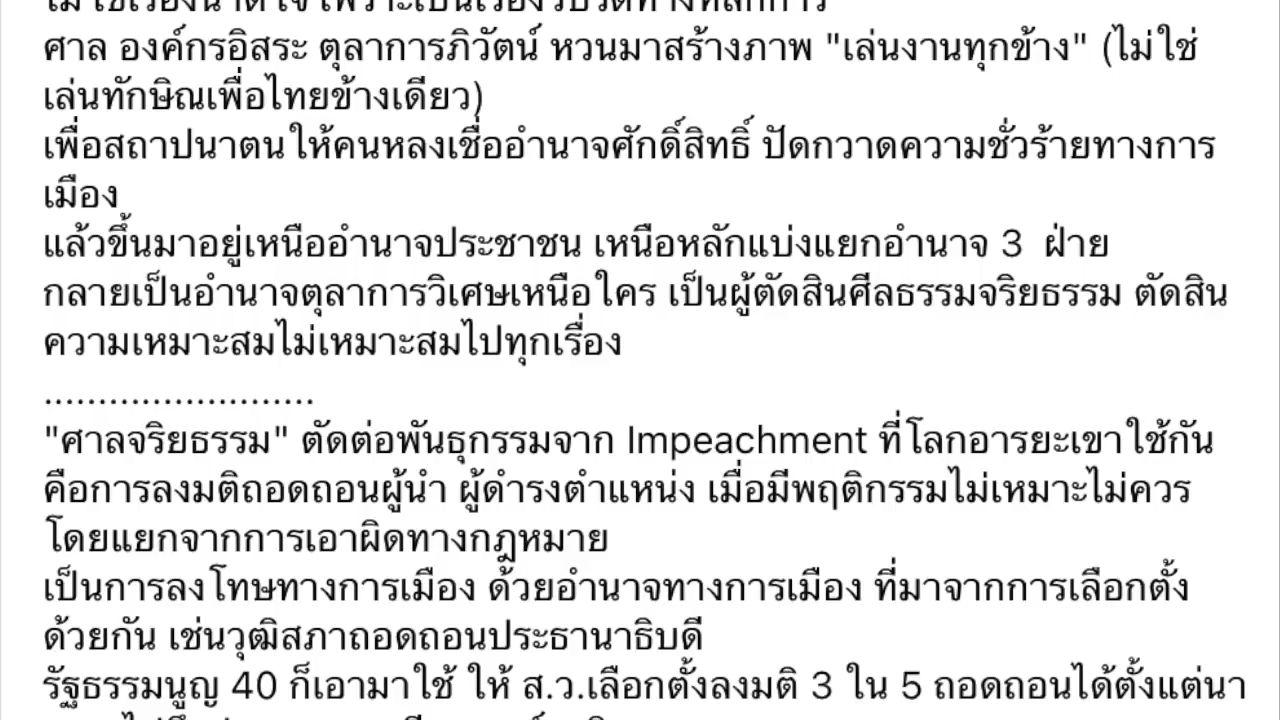 ศาล องค์กรอิสระ ตุลาการภิวัตน์ หวนมาสร้างภาพ "เล่นงานทุกข้าง" (ไม่ใช่
เล่นทักษิณเพื่อไทยข้างเดียว)
เพื่อสถาปนาตนให้คนหลงเชื่ออำนาจศักดิ์สิทธิ์ ปัดกวาดความชั่วร้ายทางการ
เมือง
แล้วขึ้นมาอยู่เหนืออำนาจประชาชน เหนือหลักแบ่งแยกอำนาจ 3  ฝ่าย
กลายเป็นอำนาจตุลาการวิเศษเหนือใคร เป็นผู้ตัดสินศีลธรรมจริยธรรม ตัดสิน
ความเหมาะสมไม่เหมาะสมไปทุกเรื่อง
.........................
"ศาลจริยธรรม" ตัดต่อพันธุกรรมจาก Impeachment ที่โลกอารยะเขาใช้กัน
คือการลงมติถอดถอนผู้นำ ผู้ดำรงตำแหน่ง เมื่อมีพฤติกรรมไม่เหมาะไม่ควร
โดยแยกจากการเอาผิดทางกฎหมาย
เป็นการลงโทษทางการเมือง ด้วยอำนาจทางการเมือง ที่มาจากการเลือกตั้ง
ด้วยกัน เช่นวุฒิสภาถอดถอนประธานาธิบดี
รัฐธรรมนูญ 40 ก็เอามาใช้ ให้ ส.ว.เลือกตั้งลงมติ 3 ใน 5 ถอดถอนได้ตั้งแต่นา